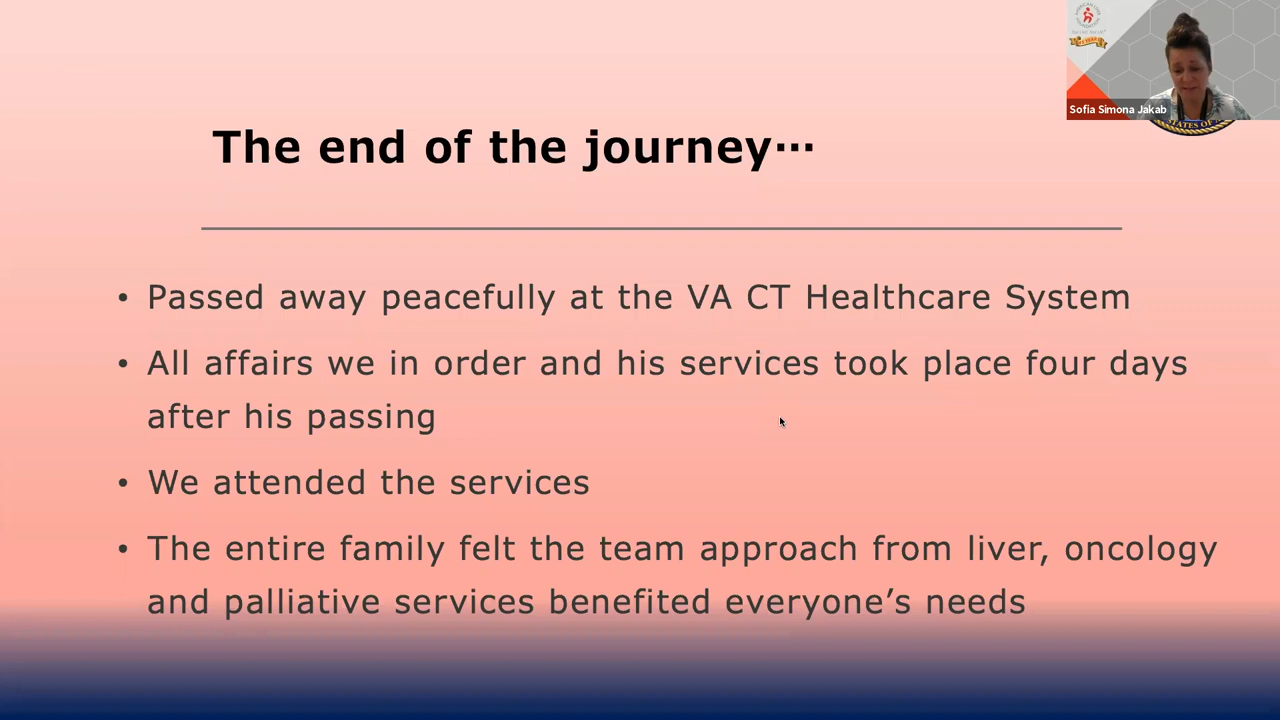 Sofia Simona Jakab
STATES OF
The end of the journey…
• Passed away peacefully at the VA CT Healthcare System
• All affairs we in order and his services took place four days
after his passing
• We attended the services
• The entire family felt the team approach from liver, oncology
and palliative services benefited everyone’s needs